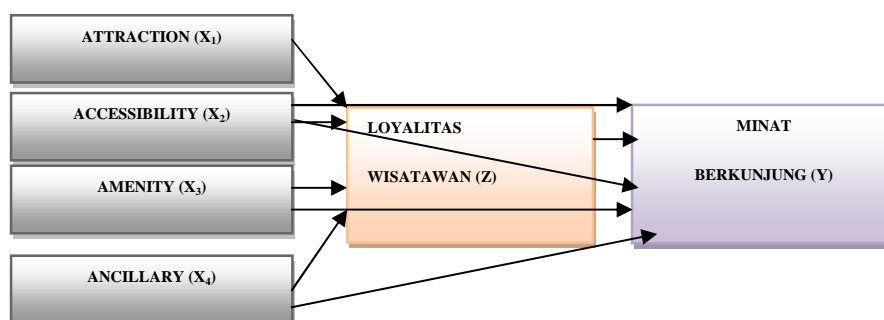 ATTRACTION (X₁)
ACCESSIBILITY (X₂)
AMENITY (X₃)
ANCILLARY (X₄)
LOYALITAS
WISATAWAN (Z)
MINAT
BERKUNJUNG (Y)